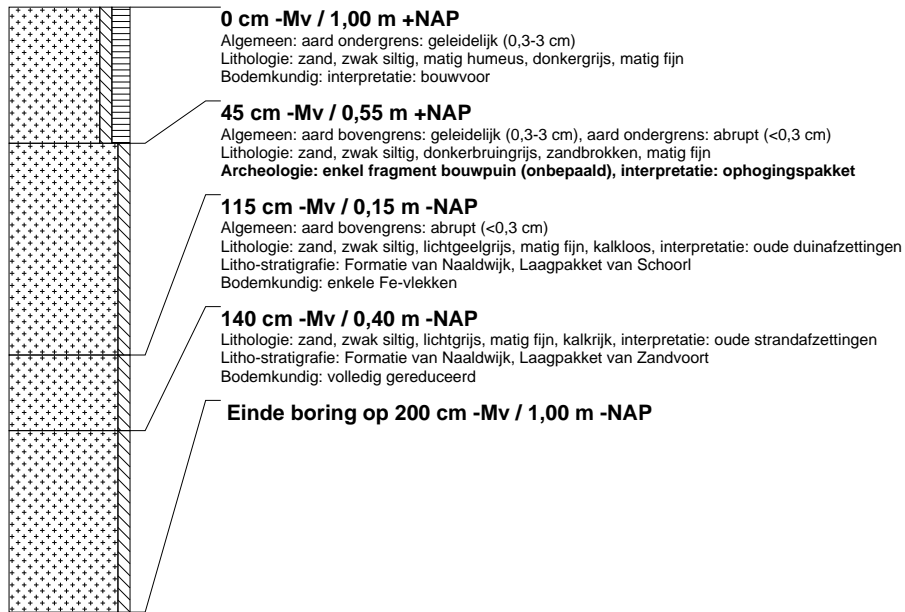 0 cm -Mv / 1,00 m +NAP
Algemeen: aard ondergrens: geleidelijk (0,3-3 cm)
Lithologie: zand, zwak siltig, matig humeus, donkergrijs, matig fijn
Bodemkundig: interpretatie: bouwvoor
45 cm -Mv / 0,55 m +NAP
Algemeen: aard bovengrens: geleidelijk (0,3-3 cm), aard ondergrens: abrupt (<0,3 cm)
Lithologie: zand, zwak siltig, donkerbruingrijs, zandbrokken, matig fijn
Archeologie: enkel fragment bouwpuin (onbepaald), interpretatie: ophogingspakket
115 cm -Mv / 0,15 m -NAP
Algemeen: aard bovengrens: abrupt (<0,3 cm)
Lithologie: zand, zwak siltig, lichtgeelgrijs, matig fijn, kalkloos, interpretatie: oude duinafzettingen
Litho-stratigrafie: Formatie van Naaldwijk, Laagpakket van Schoorl
Bodemkundig: enkele Fe-vlekken
140 cm -Mv / 0,40 m -NAP
Lithologie: zand, zwak siltig, lichtgrijs, matig fijn, kalkrijk, interpretatie: oude strandafzettingen
Litho-stratigrafie: Formatie van Naaldwijk, Laagpakket van Zandvoort
Bodemkundig: volledig gereduceerd
Einde boring op 200 cm -Mv / 1,00 m -NAP